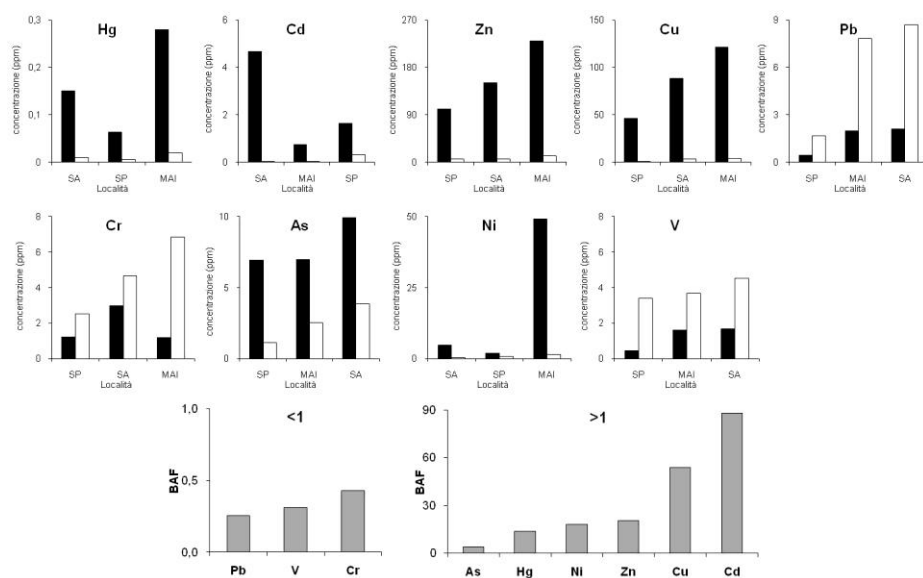 Hg
concentrazione (ppm)
0,3
0,2
0,1
0
SA SP MAI
Località
Cd
concentrazione (ppm)
6
4
2
0
SA MAI SP
Località
Zn
concentrazione (ppm)
270
180
90
0
SP SA MAI
Località
Cu
concentrazione (ppm)
150
100
50
0
SP SA MAI
Località
Pb
concentrazione (ppm)
9
6
3
0
SP MAI SA
Località
Cr
concentrazione (ppm)
8
6
4
2
0
SP SA MAI
Località
As
concentrazione (ppm)
10
5
0
SP MAI SA
Località
Ni
concentrazione (ppm)
50
25
0
SA SP MAI
Località
V
concentrazione (ppm)
8
6
4
2
0
SP MAI SA
Località
<1
BAF
1,0
0,5
0,0
Pb V Cr
>1
BAF
90
60
30
0
As Hg Ni Zn Cu Cd